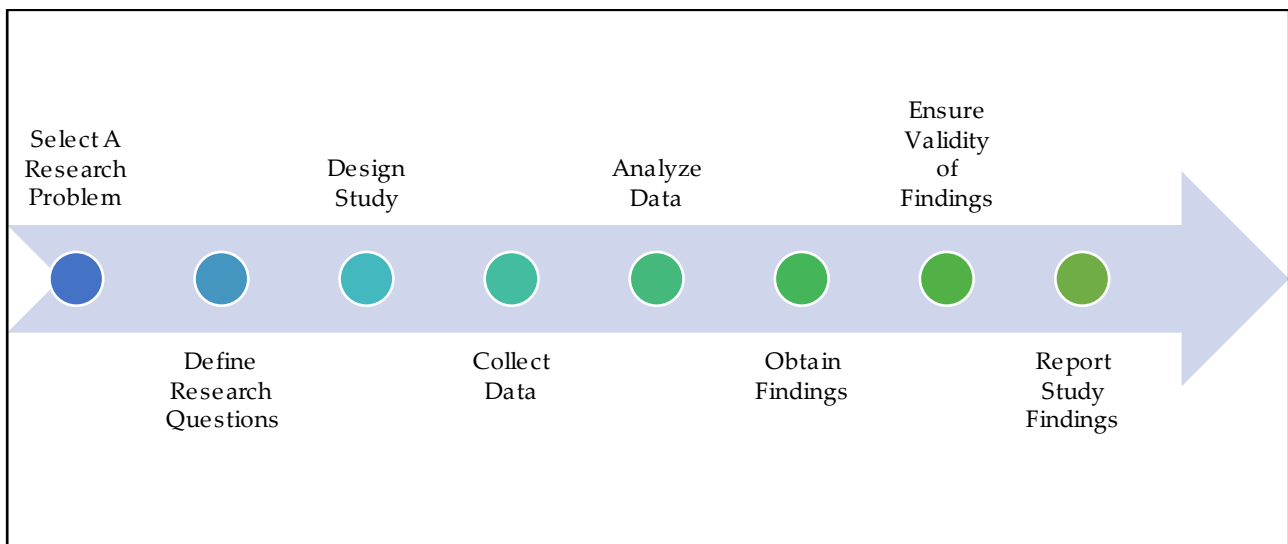 Select A
Research
Problem
Define
Research
Questions
Design
Study
Collect
Data
Analyze
Data
Obtain
Findings
Ensure
Validity
of
Findings
Report
Study
Findings